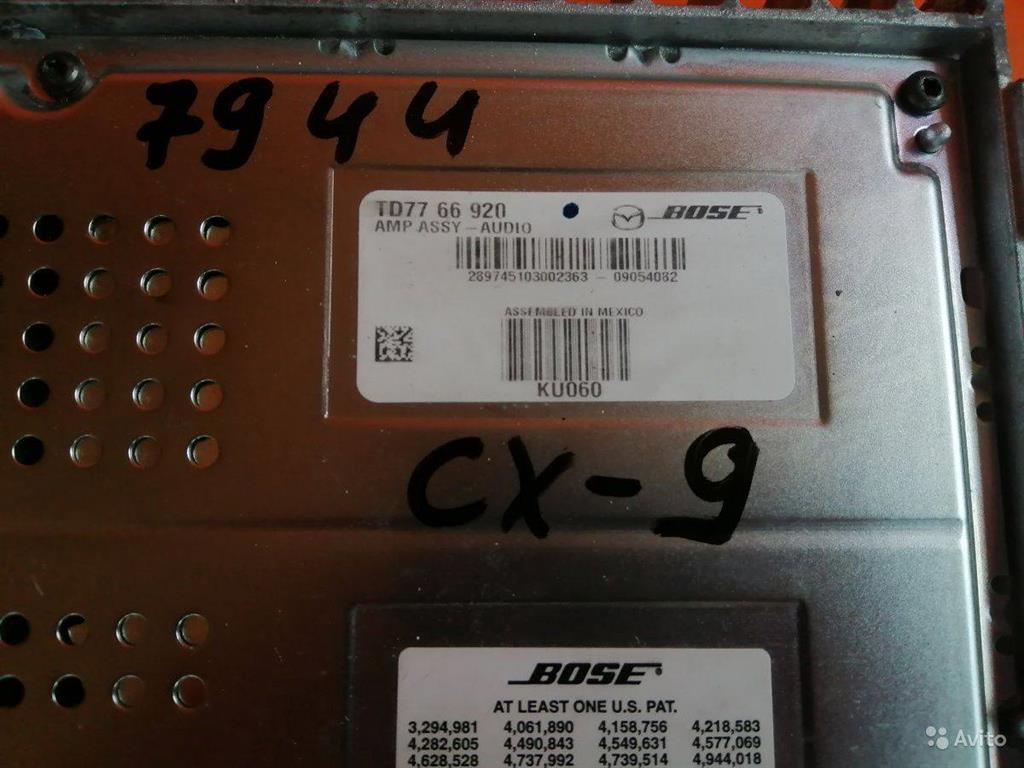 7944
TD77 66 920
BOSE
AMP ASSY - AUDIO
289745103002363 - 09054082
ASSEMBLED IN MEXICO
KU060
CX-9
BOSE
AT LEAST ONE U.S. PAT.
3,294,981 4,061,890 4,158,756 4,218,583
4,282,605 4,490,843 4,549,631 4,577,069
4,628,528 4,737,992 4,739,514 4,944,018
Avito